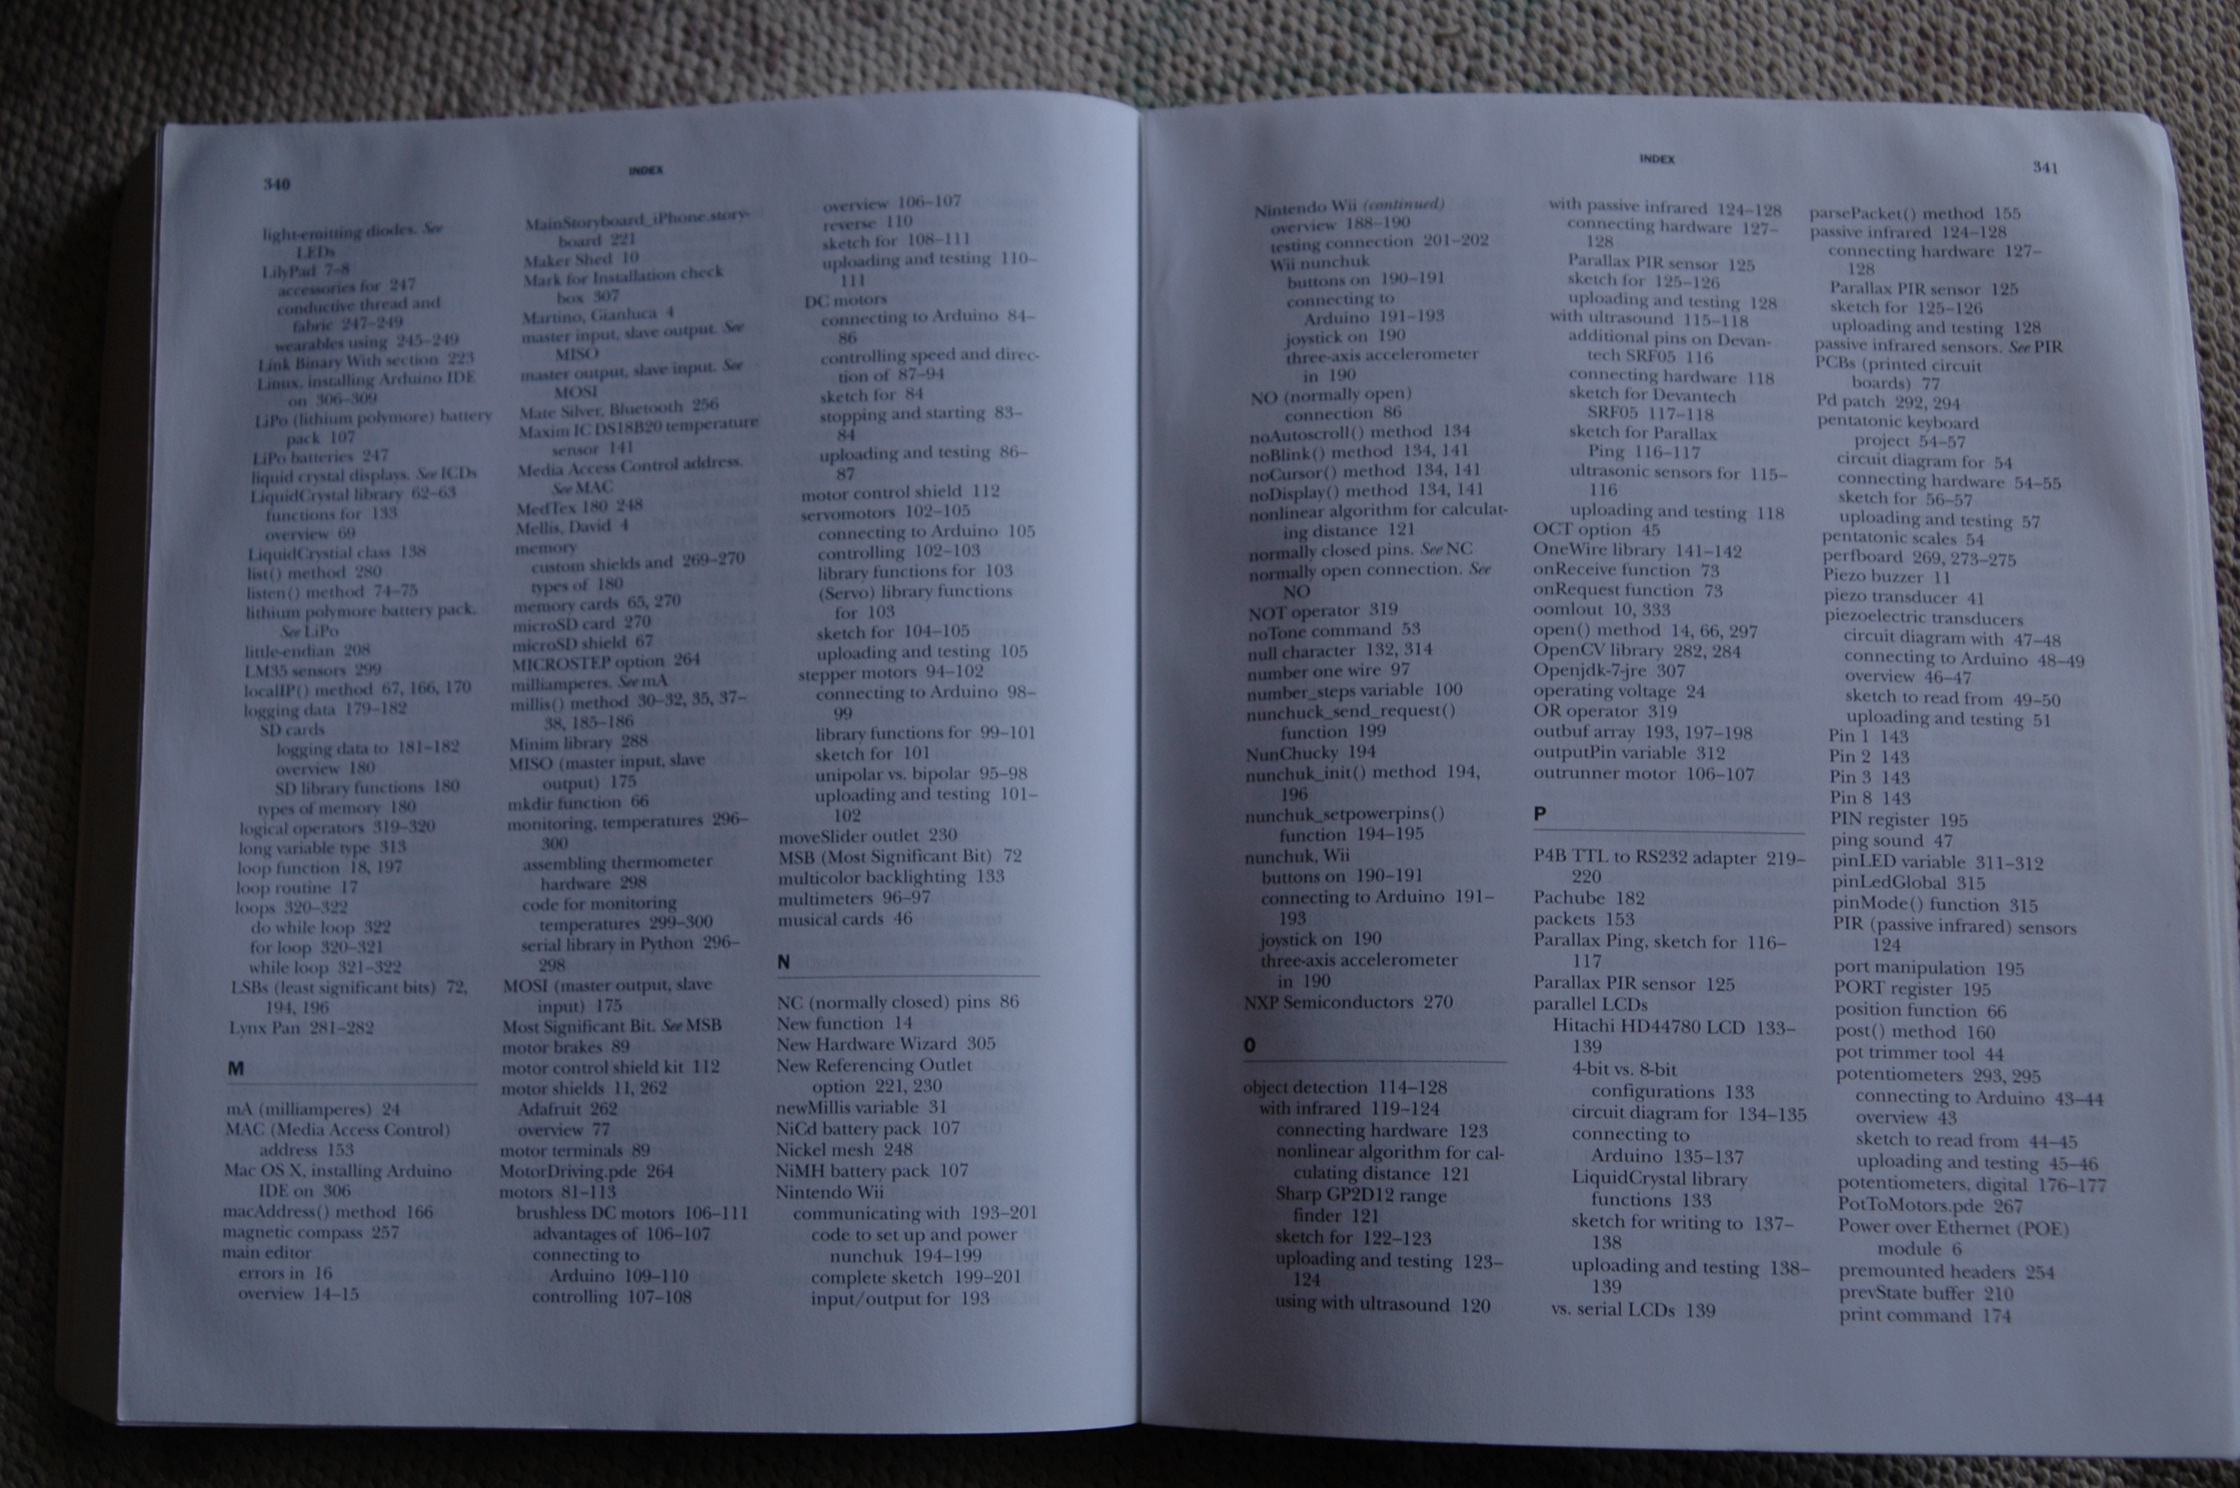 340
INDEX
light-emitting diodes. See
LEDs
LilyPad 7–8
accessories for 247
conductive thread and
fabric 247–249
wearables using 245–249
Link Binary With section 223
Linux, installing Arduino IDE
on 306–309
LiPo (lithium polymore) battery
pack 107
LiPo batteries 247
liquid crystal displays. See lCDs
LiquidCrystal library 62–63
functions for 133
overview 69
LiquidCrystal class 138
list() method 280
listen() method 74–75
lithium polymore battery pack.
See LiPo
little-endian 208
LM35 sensors 299
localIP() method 67, 166, 170
logging data 179–182
SD cards
logging data to 181–182
overview 180
SD library functions 180
types of memory 180
logical operators 319–320
long variable type 313
loop function 18, 197
loop routine 17
loops 320–322
do while loop 322
for loop 320–321
while loop 321–322
LSBs (least significant bits) 72,
194, 196
Lynx Pan 281–282
M
mA (milliamperes) 24
MAC (Media Access Control)
address 153
Mac OS X, installing Arduino
IDE on 306
macAddress() method 166
magnetic compass 257
main editor
errors in 16
overview 14–15
MainStoryboard_iPhone.story-
board 221
Maker Shed 10
Mark for Installation check
box 307
Martino, Gianluca 4
master input, slave output. See
MISO
master output, slave input. See
MOSI
Mate Silver, Bluetooth 256
Maxim IC DS18B20 temperature
sensor 141
Media Access Control address.
See MAC
MedTex 180 248
Mellis, David 4
memory
custom shields and 269–270
types of 180
memory cards 65, 270
microSD card 270
microSD shield 67
MICROSTEP option 264
milliamperes. See mA
millis() method 30–32, 35, 37–
38, 185–186
Minim library 288
MISO (master input, slave
output) 175
mkdir function 66
monitoring, temperatures 296–
300
assembling thermometer
hardware 298
code for monitoring
temperatures 299–300
serial library in Python 296–
298
MOSI (master output, slave
input) 175
Most Significant Bit. See MSB
motor brakes 89
motor control shield kit 112
motor shields 11, 262
Adafruit 262
overview 77
motor terminals 89
MotorDriving.pde 264
motors 81–113
brushless DC motors 106–111
advantages of 106–107
connecting to
Arduino 109–110
controlling 107–108
overview 106–107
reverse 110
sketch for 108–111
uploading and testing 110–
111
DC motors
connecting to Arduino 84–
86
controlling speed and direc-
tion of 87–94
sketch for 84
stopping and starting 83–
84
uploading and testing 86–
87
motor control shield 112
servomotors 102–105
connecting to Arduino 105
controlling 102–103
library functions for 103
(Servo) library functions
for 103
sketch for 104–105
uploading and testing 105
stepper motors 94–102
connecting to Arduino 98–
99
library functions for 99–101
sketch for 101
unipolar vs. bipolar 95–98
uploading and testing 101–
102
moveSlider outlet 230
MSB (Most Significant Bit) 72
multicolor backlighting 133
multimeters 96–97
musical cards 46
N
NC (normally closed) pins 86
New function 14
New Hardware Wizard 305
New Referencing Outlet
option 221, 230
newMillis variable 31
NiCd battery pack 107
Nickel mesh 248
NiMH battery pack 107
Nintendo Wii
communicating with 193–201
code to set up and power
nunchuk 194–199
complete sketch 199–201
input/output for 193
INDEX
341
Nintendo Wii (continued)
overview 188–190
testing connection 201–202
Wii nunchuk
buttons on 190–191
connecting to
Arduino 191–193
joystick on 190
three-axis accelerometer
in 190
NO (normally open)
connection 86
noAutoscroll() method 134
noBlink() method 134, 141
noCursor() method 134, 141
noDisplay() method 134, 141
nonlinear algorithm for calculat-
ing distance 121
normally closed pins. See NC
normally open connection. See
NO
NOT operator 319
noTone command 53
null character 132, 314
number one wire 97
number_steps variable 100
nunchuck_send_request()
function 199
NunChucky 194
nunchuk_init() method 194,
196
nunchuk_setpowerpins()
function 194–195
nunchuk, Wii
buttons on 190–191
connecting to Arduino 191–
193
joystick on 190
three-axis accelerometer
in 190
NXP Semiconductors 270
O
object detection 114–128
with infrared 119–124
connecting hardware 123
nonlinear algorithm for cal-
culating distance 121
Sharp GP2D12 range
finder 121
sketch for 122–123
uploading and testing 123–
124
using with ultrasound 120
with passive infrared 124–128
connecting hardware 127–
128
Parallax PIR sensor 125
sketch for 125–126
uploading and testing 128
with ultrasound 115–118
additional pins on Devan-
tech SRF05 116
connecting hardware 118
sketch for Devantech
SRF05 117–118
sketch for Parallax
Ping 116–117
ultrasonic sensors for 115–
116
uploading and testing 118
OCT option 45
OneWire library 141–142
onReceive function 73
onRequest function 73
oomlout 10, 333
open() method 14, 66, 297
OpenCV library 282, 284
Openjdk-7-jre 307
operating voltage 24
OR operator 319
outbuf array 193, 197–198
outputPin variable 312
outrunner motor 106–107
P
P4B TTL to RS232 adapter 219–
220
Pachube 182
packets 153
Parallax Ping, sketch for 116–
117
Parallax PIR sensor 125
parallel LCDs
Hitachi HD44780 LCD 133–
139
4-bit vs. 8-bit
configurations 133
circuit diagram for 134–135
connecting to
Arduino 135–137
LiquidCrystal library
functions 133
sketch for writing to 137–
138
uploading and testing 138–
139
vs. serial LCDs 139
parsePacket() method 155
passive infrared 124–128
connecting hardware 127–
128
Parallax PIR sensor 125
sketch for 125–126
uploading and testing 128
passive infrared sensors. See PIR
PCBs (printed circuit
boards) 77
Pd patch 292, 294
pentatonic keyboard
project 54–57
circuit diagram for 54
connecting hardware 54–55
sketch for 56–57
uploading and testing 57
pentatonic scales 54
perfboard 269, 273–275
Piezo buzzer 11
piezo transducer 41
piezoelectric transducers
circuit diagram with 47–48
connecting to Arduino 48–49
overview 46–47
sketch to read from 49–50
uploading and testing 51
Pin 1 143
Pin 2 143
Pin 3 143
Pin 8 143
PIN register 195
ping sound 47
pinLED variable 311–312
pinLedGlobal 315
pinMode() function 315
PIR (passive infrared) sensors
124
port manipulation 195
PORT register 195
position function 66
post() method 160
pot trimmer tool 44
potentiometers 293, 295
connecting to Arduino 43–44
overview 43
sketch to read from 44–45
uploading and testing 45–46
potentiometers, digital 176–177
PotToMotors.pde 267
Power over Ethernet (POE)
module 6
premounted headers 254
prevState buffer 210
print command 174